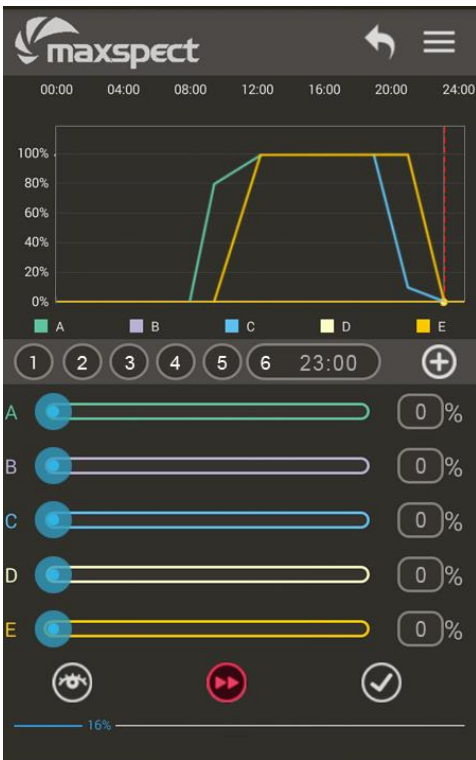 maxspect
00:00 04:00 08:00 12:00 16:00 20:00 24:00
100%
80%
60%
40%
20%
0%
A B C D E
1 2 3 4 5 6 23:00
A 0 %
B 0 %
C 0 %
D 0 %
E 0 %
16%